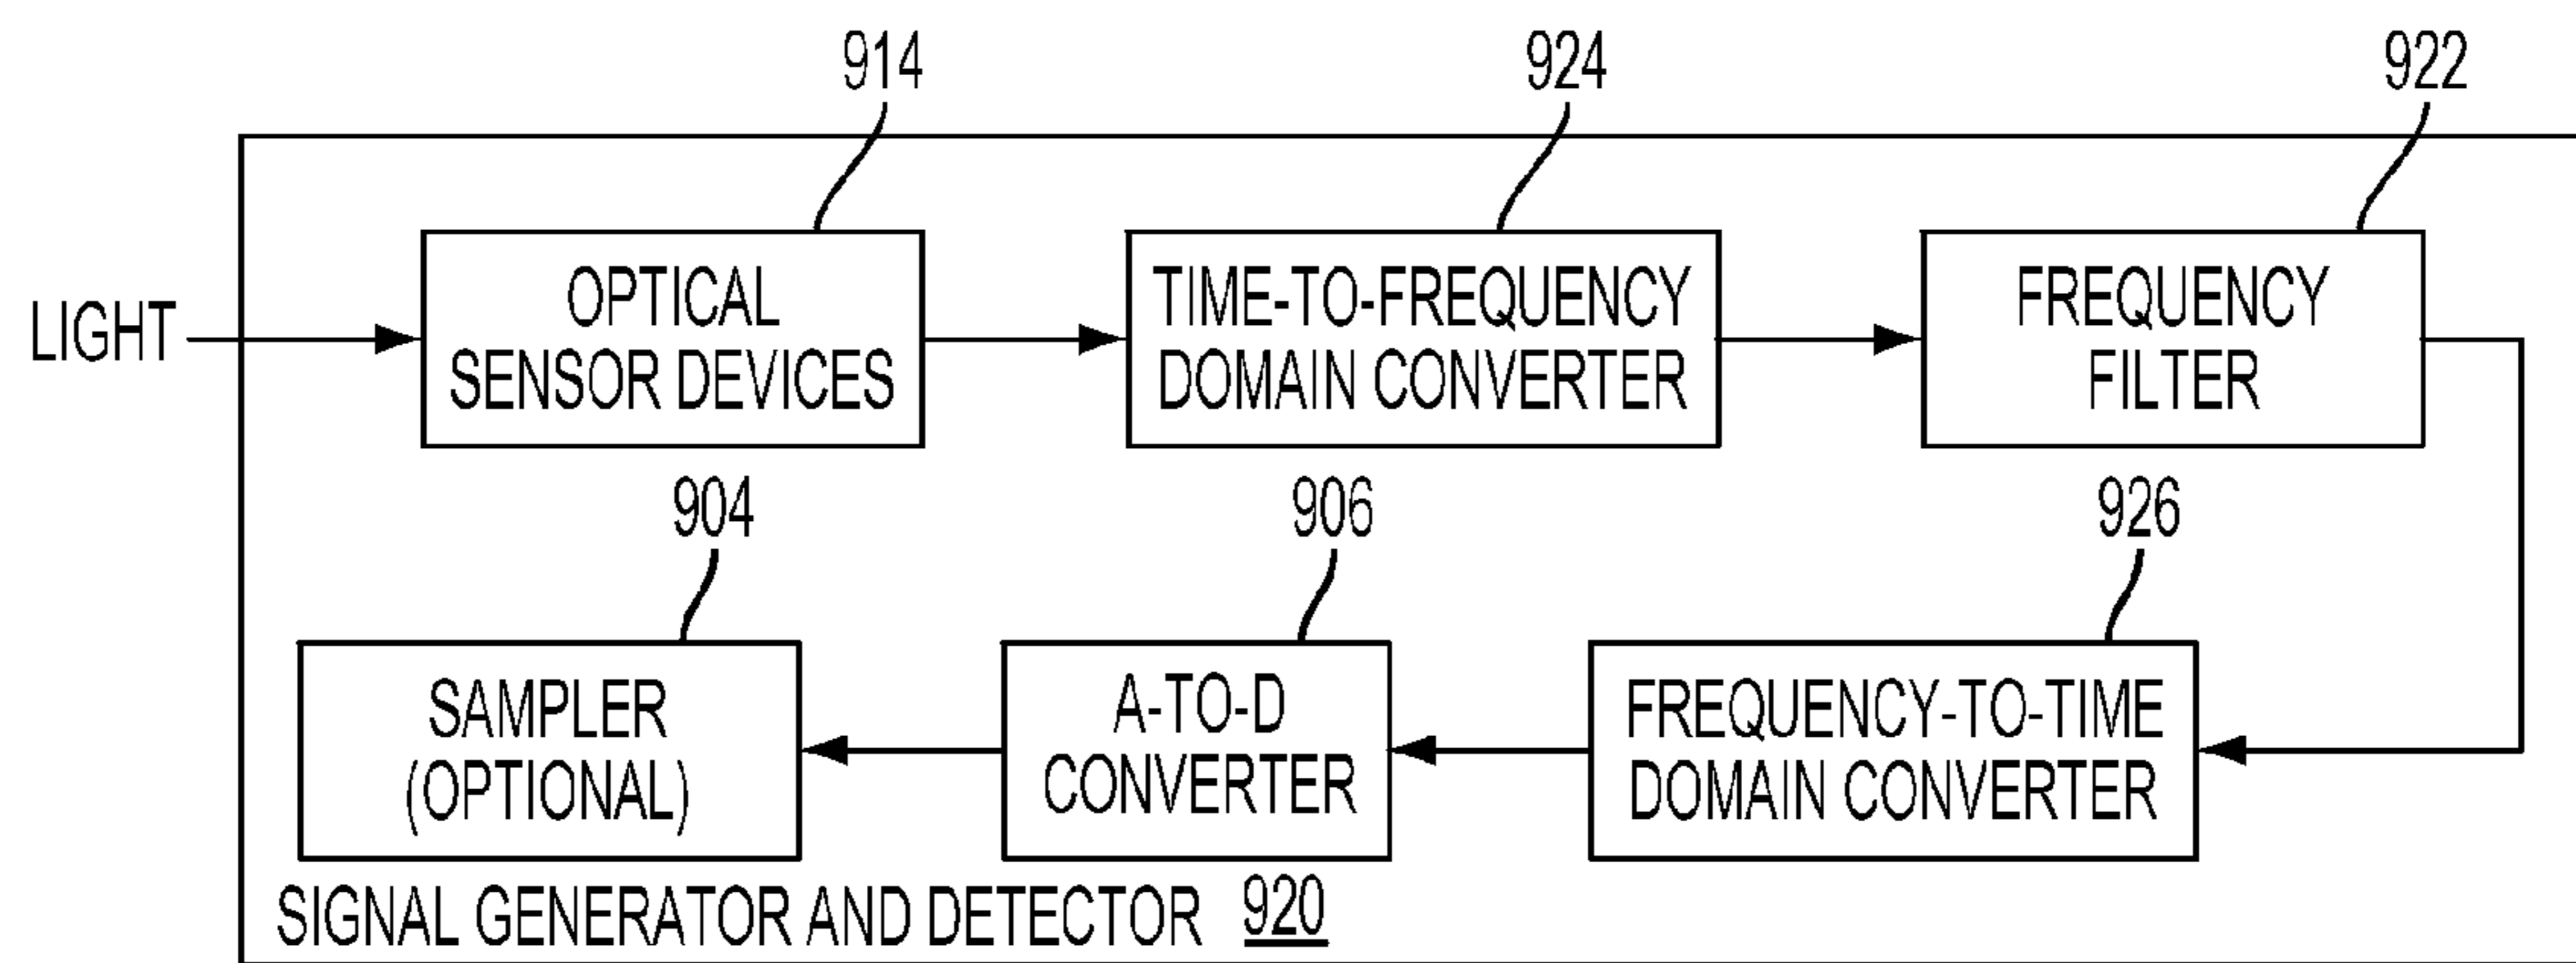 914
924
922
LIGHT
OPTICAL
SENSOR DEVICES
TIME-TO-FREQUENCY
DOMAIN CONVERTER
FREQUENCY
FILTER
904
906
926
SAMPLER
(OPTIONAL)
A-TO-D
CONVERTER
FREQUENCY-TO-TIME
DOMAIN CONVERTER
SIGNAL GENERATOR AND DETECTOR 920